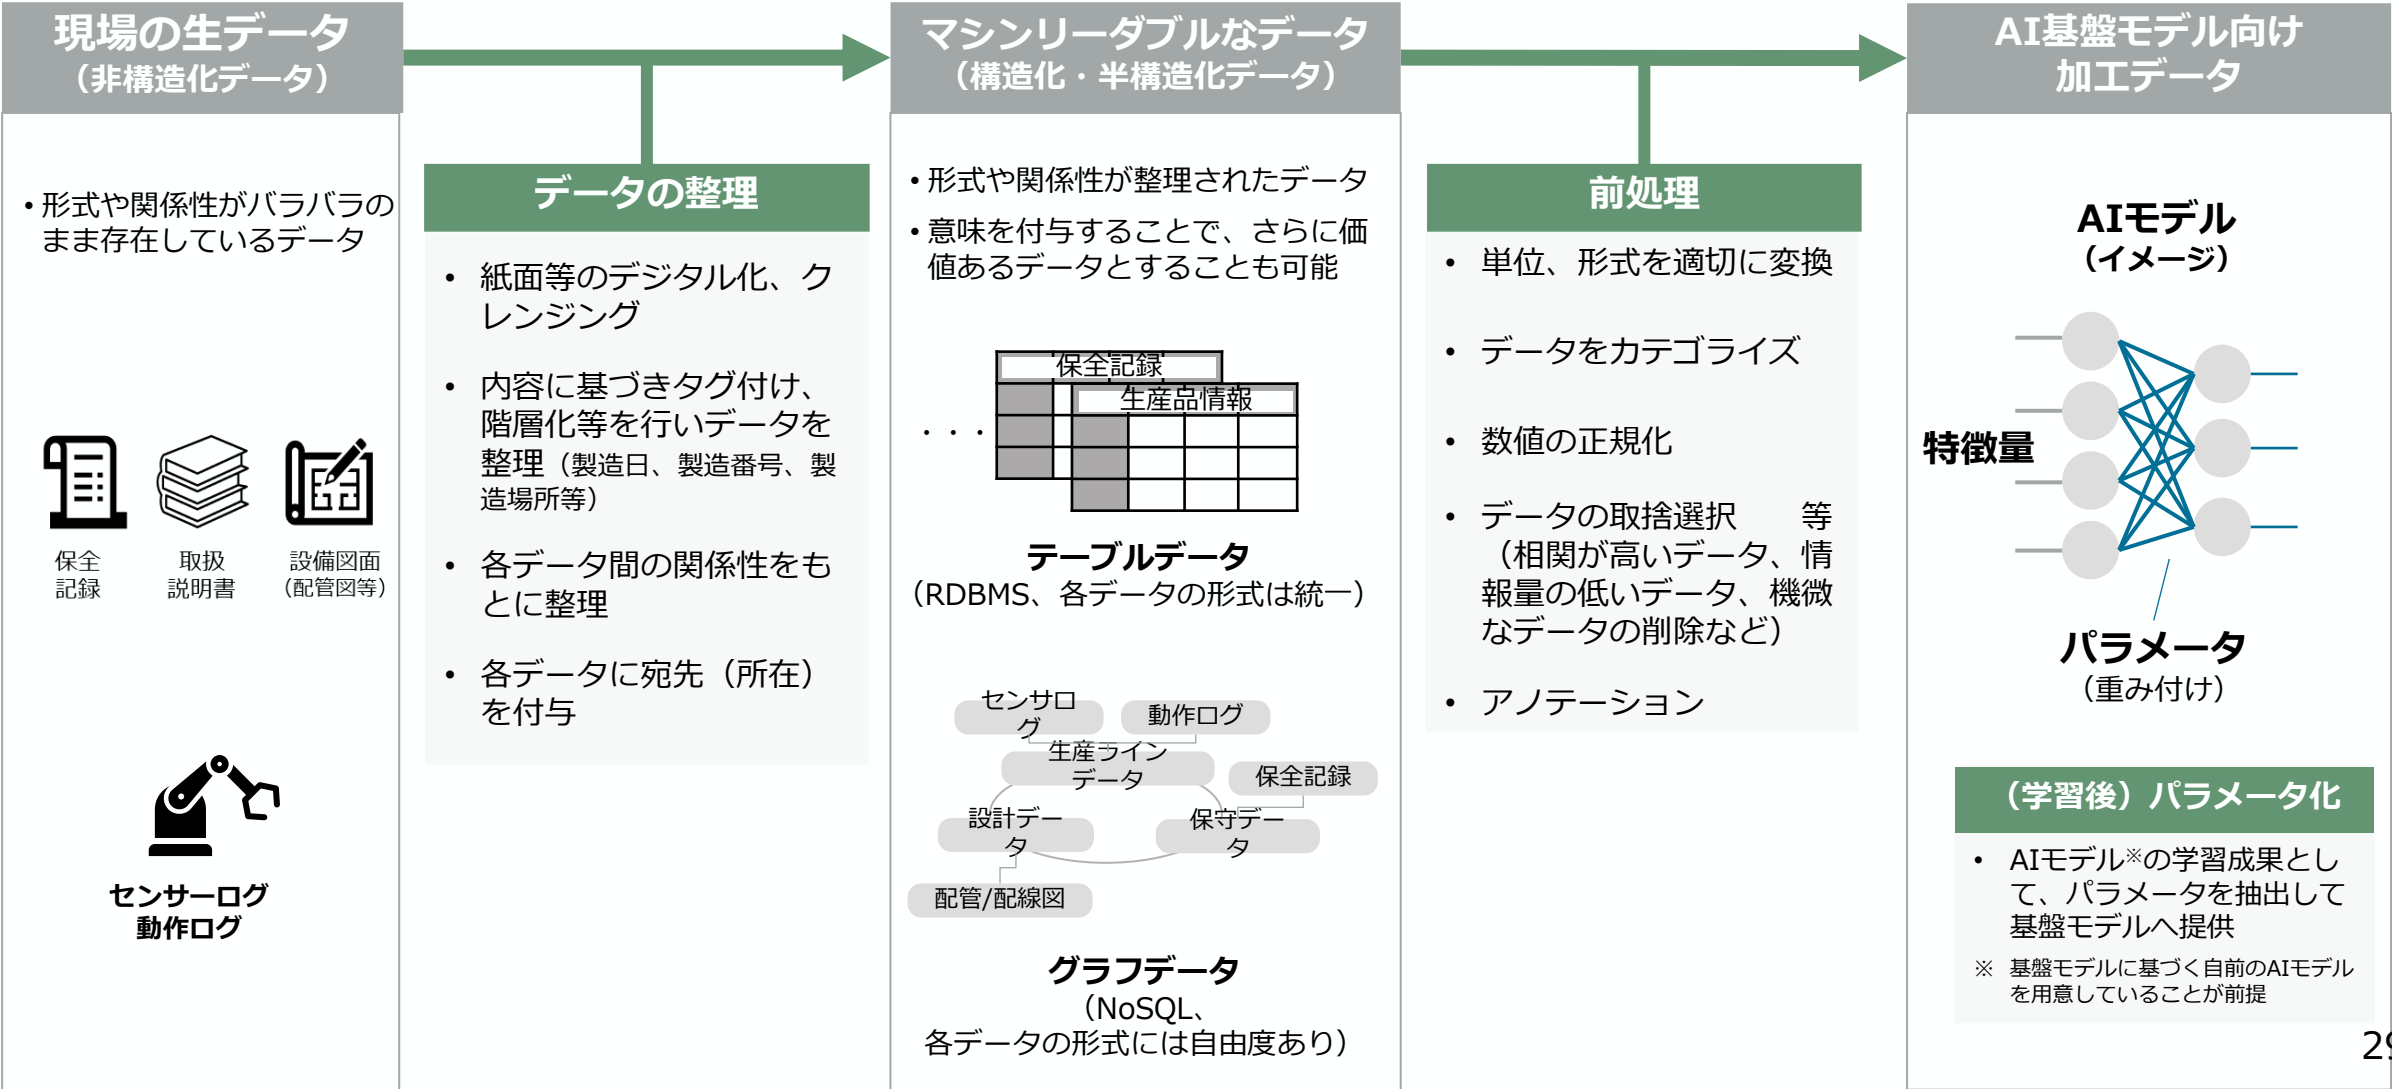 現場の生データ
（非構造化データ）
・形式や関係性がバラバラの
まま存在しているデータ
保全
記録
取扱
説明書
設備図面
（配管図等）
センサーログ
動作ログ
データの整理
• 紙面等のデジタル化、ク
レンジング
• 内容に基づきタグ付け、
階層化等を行いデータを
整理（製造日、製造番号、製
造場所等）
• 各データ間の関係性をも
とに整理
• 各データに宛先（所在）
を付与
マシンリーダブルなデータ
（構造化・半構造化データ）
・形式や関係性が整理されたデータ
・意味を付与することで、さらに価
値あるデータとすることも可能
保全記録
生産品情報
・・・
テーブルデータ
（RDBMS、各データの形式は統一）
センサロ
グ
動作ログ
生産ライン
データ
保全記録
設計デー
タ
保守デー
タ
配管/配線図
グラフデータ
（NoSQL、
各データの形式には自由度あり）
前処理
• 単位、形式を適切に変換
• データをカテゴライズ
• 数値の正規化
• データの取捨選択　等
（相関が高いデータ、情
報量の低いデータ、機微
なデータの削除など）
• アノテーション
AI基盤モデル向け
加工データ
AIモデル
（イメージ）
特徴量
パラメータ
（重み付け）
（学習後）パラメータ化
• AIモデル※の学習成果とし
て、パラメータを抽出して
基盤モデルへ提供
※ 基盤モデルに基づく自前のAIモデル
を用意していることが前提
29